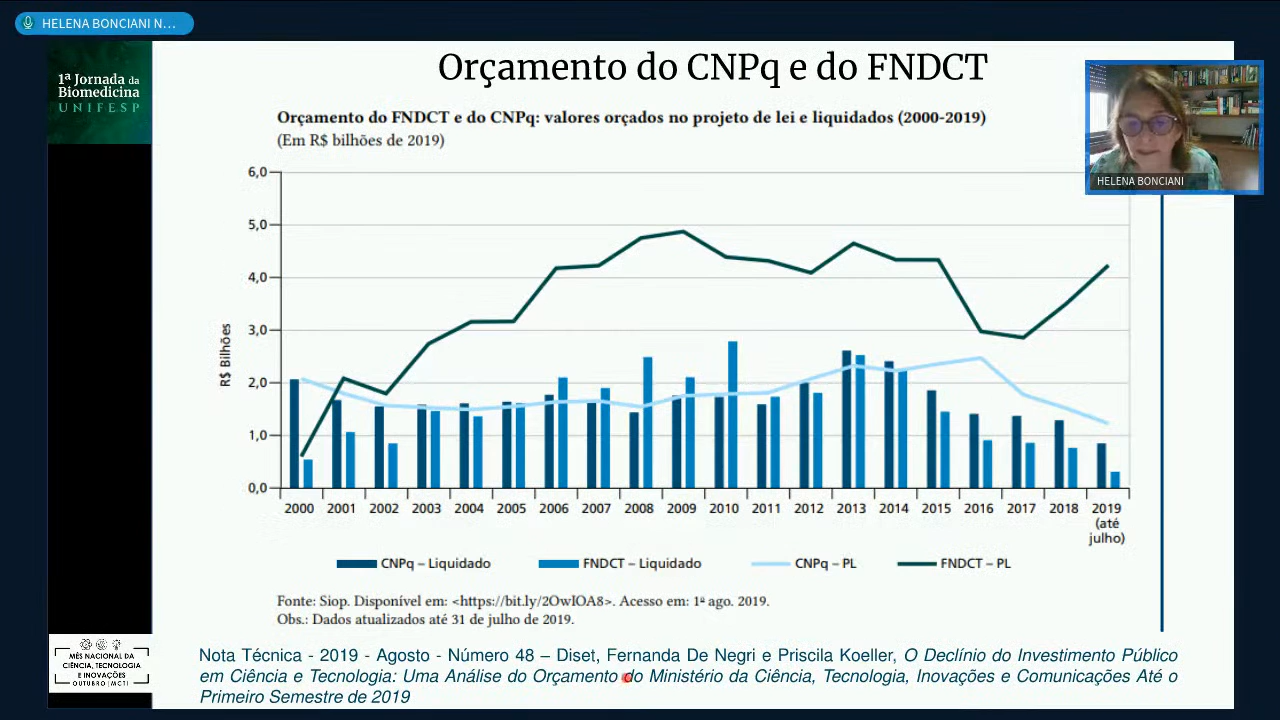 HELENA BONCIANI N...
1ª Jornada da
Biomedicina
UNIFESP
Orçamento do CNPq e do FNDCT
HELENA BONCIANI
Orçamento do FNDCT e do CNPq: valores orçados no projeto de lei e liquidados (2000-2019)
(Em R$ bilhões de 2019)
R$ Bilhões
6,0
5,0
4,0
3,0
2,0
1,0
0,0
2000 2001 2002 2003 2004 2005 2006 2007 2008 2009 2010 2011 2012 2013 2014 2015 2016 2017 2018 2019
(até
julho)
CNPq – Liquidado FNDCT – Liquidado CNPq – PL FNDCT – PL
Fonte: Siop. Disponível em: <https://bit.ly/2OwlOA8>. Acesso em: 1ª ago. 2019.
Obs.: Dados atualizados até 31 de julho de 2019.
MÊS NACIONAL DA
CIÊNCIA, TECNOLOGIA
E INOVAÇÕES
OUTUBRO | MCTI
Nota Técnica - 2019 - Agosto - Número 48 – Diset, Fernanda De Negri e Priscila Koeller, O Declínio do Investimento Público
em Ciência e Tecnologia: Uma Análise do Orçamento do Ministério da Ciência, Tecnologia, Inovações e Comunicações Até o
Primeiro Semestre de 2019